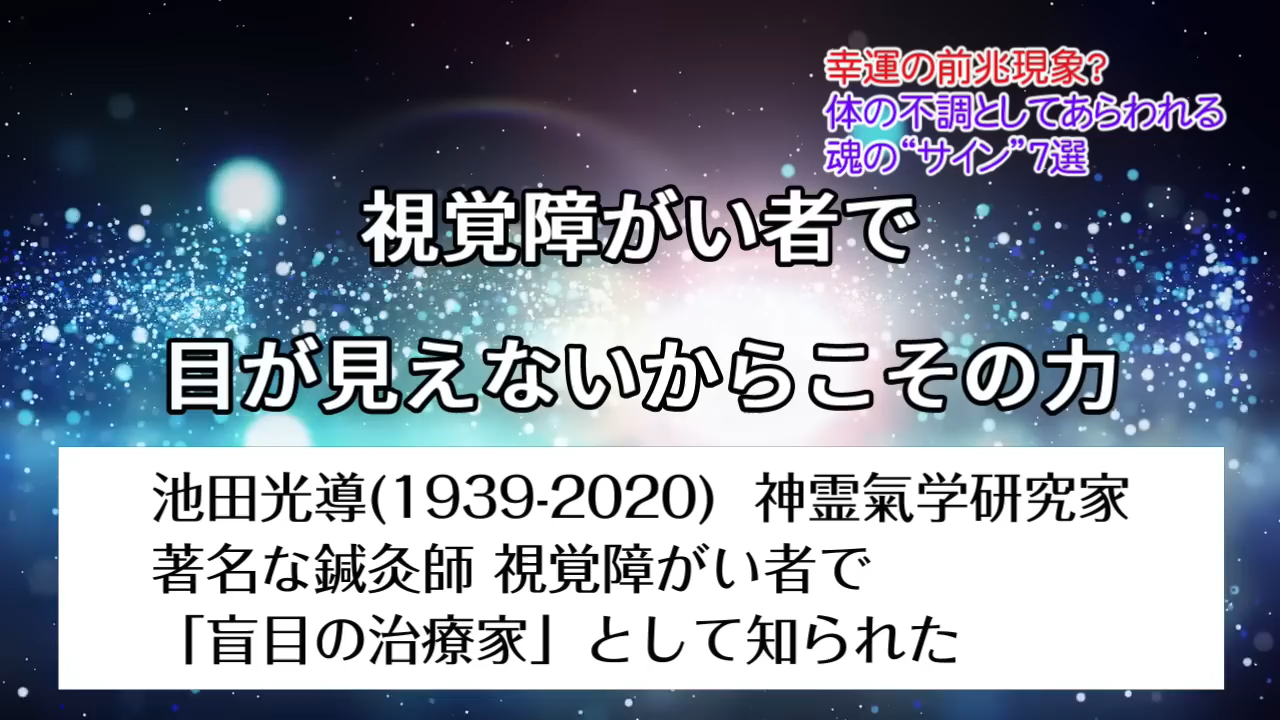 幸運の前兆現象?
体の不調としてあらわれる
魂の“サイン”7選
視覚障がい者で
目が見えないからこその力
池田光導(1939-2020) 神霊氣学研究家
著名な鍼灸師 視覚障がい者で
「盲目の治療家」として知られた